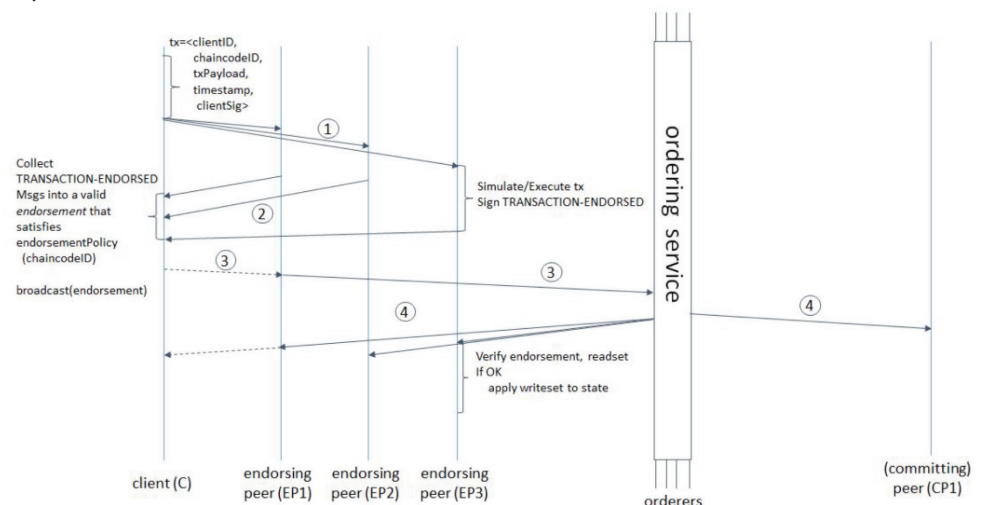 tx=<clientID,
chaincodeID,
txPayload,
timestamp,
clientSig>
1
Collect
TRANSACTION-ENDORSED
Msgs into a valid
endorsement that
satisfies
endorsementPolicy
(chaincodeID)
broadcast(endorsement)
Simulate/Execute tx
Sign TRANSACTION-ENDORSED
2
3
3
4
4
Verify endorsement, readset
If OK
apply writeset to state
ordering service
client (C)
endorsing
peer (EP1)
endorsing
peer (EP2)
endorsing
peer (EP3)
orderers
(committing)
peer (CP1)